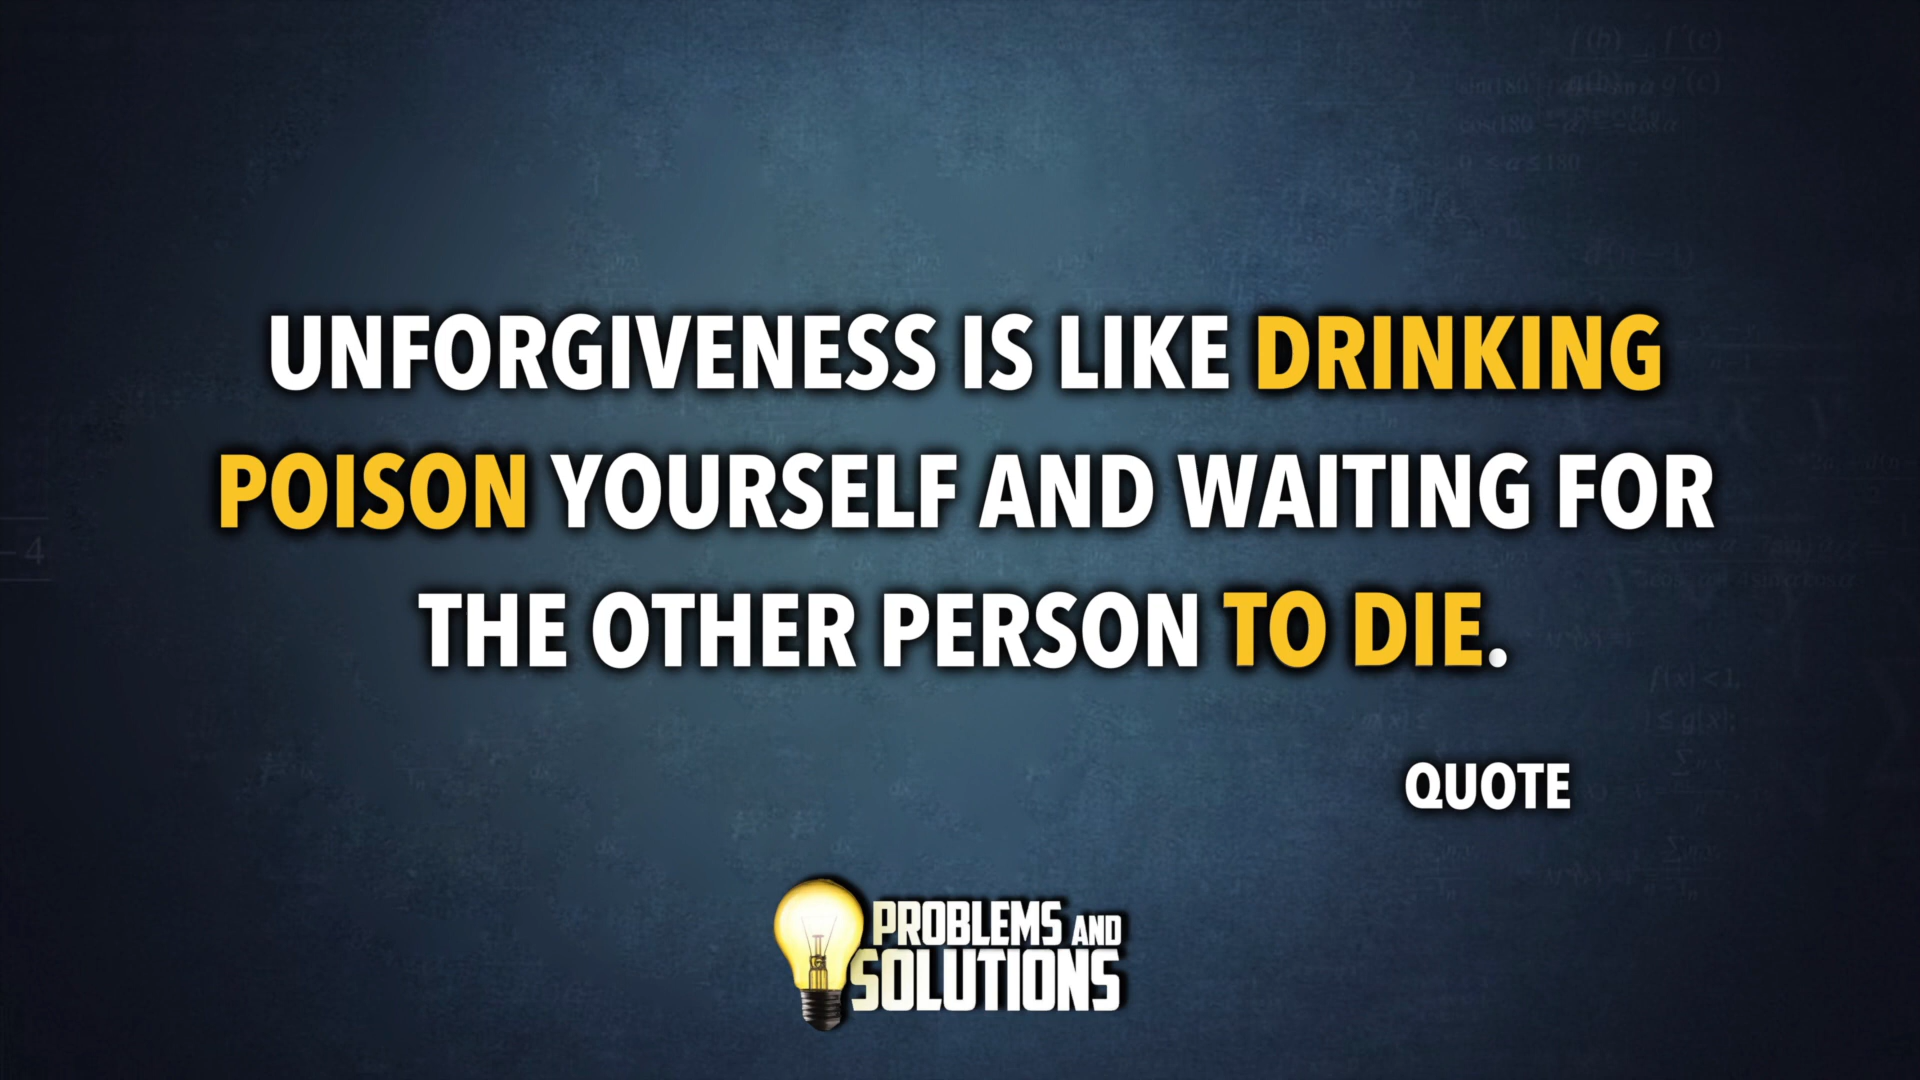 UNFORGIVENESS IS LIKE DRINKING
POISON YOURSELF AND WAITING FOR
THE OTHER PERSON TO DIE.
QUOTE
PROBLEMS AND
SOLUTIONS